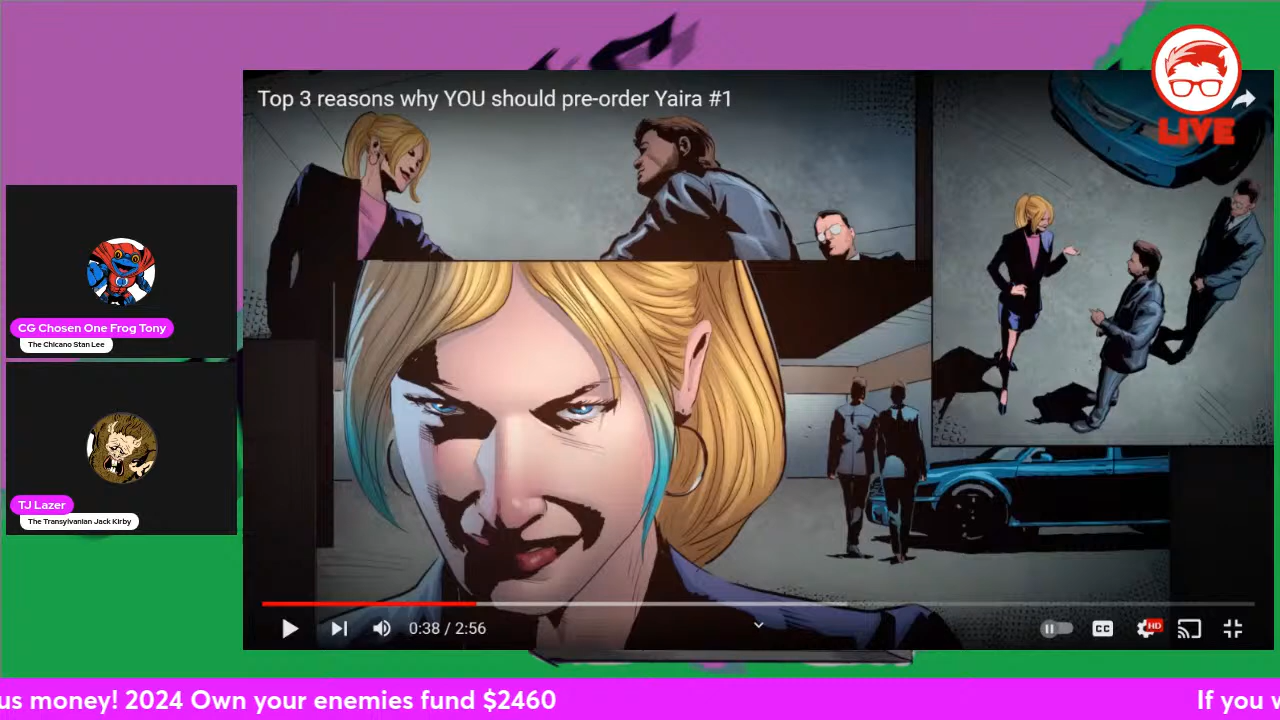 Top 3 reasons why YOU should pre-order Yaira #1
LIVE
CG Chosen One Frog Tony
The Chicano Stan Lee
TJ Lazer
The Transylvanian Jack Kirby
0:38 / 2:56
CC
HD
us money! 2024 Own your enemies fund $2460
If you w